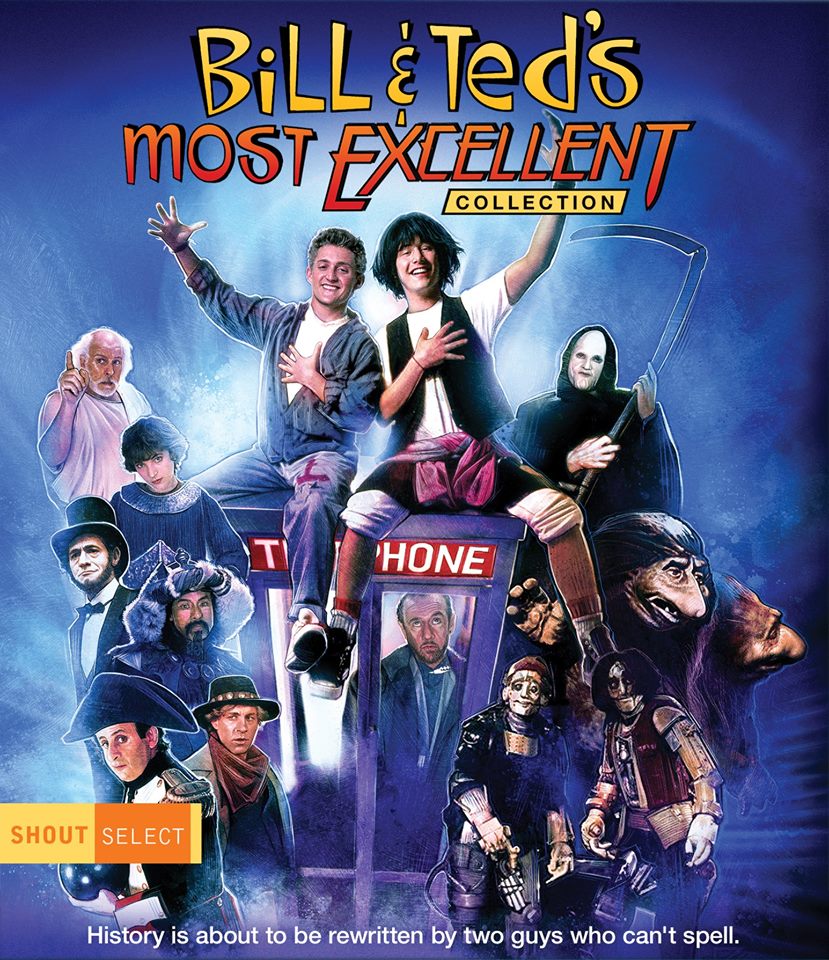 BiLL & Ted's
MOST EXCELLENT
COLLECTION
T PHONE
SHOUT SELECT
History is about to be rewritten by two guys who can't spell.